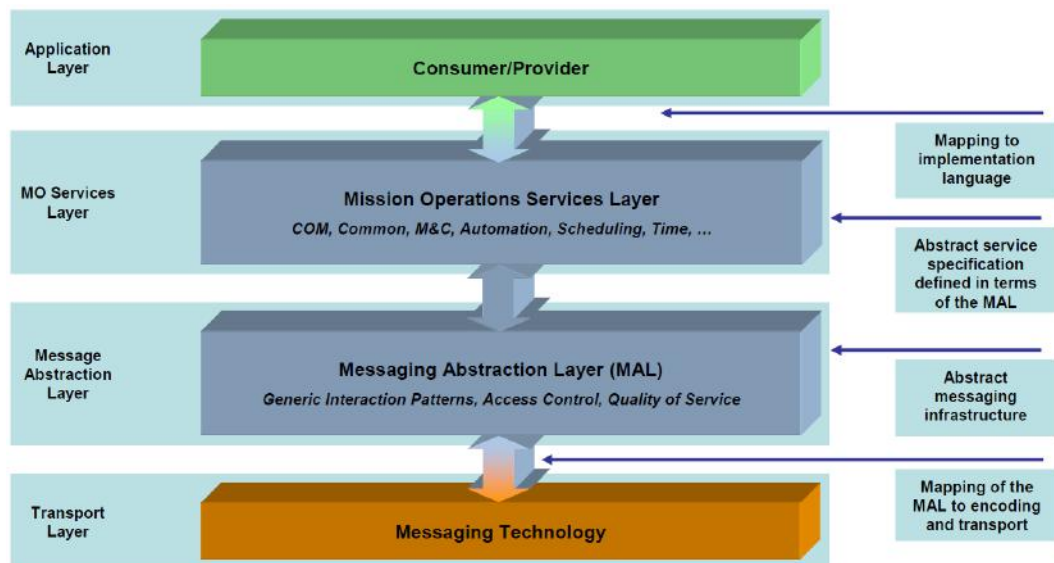 Application
Layer
Consumer/Provider
Mapping to
implementation
language
MO Services
Layer
Mission Operations Services Layer
COM, Common, M&C, Automation, Scheduling, Time, ...
Abstract service
specification
defined in terms
of the MAL
Message
Abstraction
Layer
Messaging Abstraction Layer (MAL)
Generic Interaction Patterns, Access Control, Quality of Service
Abstract
messaging
infrastructure
Mapping of the
MAL to encoding
and transport
Transport
Layer
Messaging Technology